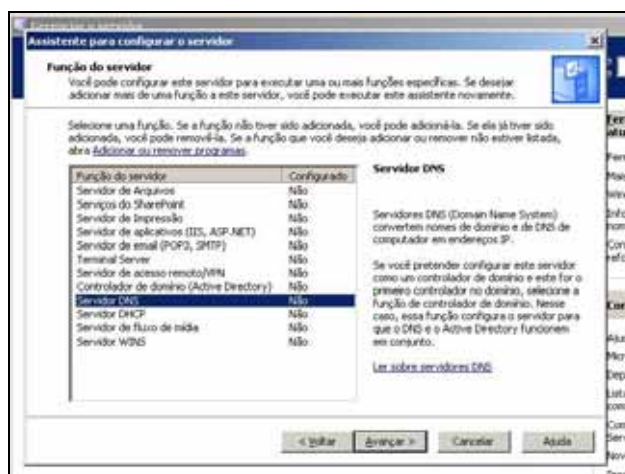 Gerenciar o servidor
Assistente para configurar o servidor
Função do servidor
Você pode configurar este servidor para executar uma ou mais funções específicas. Se desejar
adicionar mais de uma função a este servidor, você pode executar este assistente novamente.
Selecione uma função. Se a função não tiver sido adicionada, você pode adicioná-la. Se ela já tiver sido
adicionada, você pode removê-la. Se a função que você deseja adicionar ou remover não estiver listada,
abra Adicionar ou remover programas.
Função do servidor Configurado
Servidor de Arquivos Não
Serviços do SharePoint Não
Servidor de Impressão Não
Servidor de aplicativos (IIS, ASP.NET) Não
Servidor de email (POP3, SMTP) Não
Terminal Server Não
Servidor de acesso remoto/VPN Não
Controlador de domínio (Active Directory) Não
Servidor DNS Não
Servidor DHCP Não
Servidor de fluxo de mídia Não
Servidor WINS Não
Servidor DNS
Servidores DNS (Domain Name System)
convertem nomes de domínio e de DNS de
computador em endereços IP.
Se você pretender configurar este servidor
como um controlador de domínio e este for o
primeiro controlador no domínio, selecione a
função de controlador de domínio. Nesse
caso, essa função configura o servidor para
que o DNS e o Active Directory funcionem
em conjunto.
Ler sobre servidores DNS
< Voltar Avançar > Cancelar Ajuda